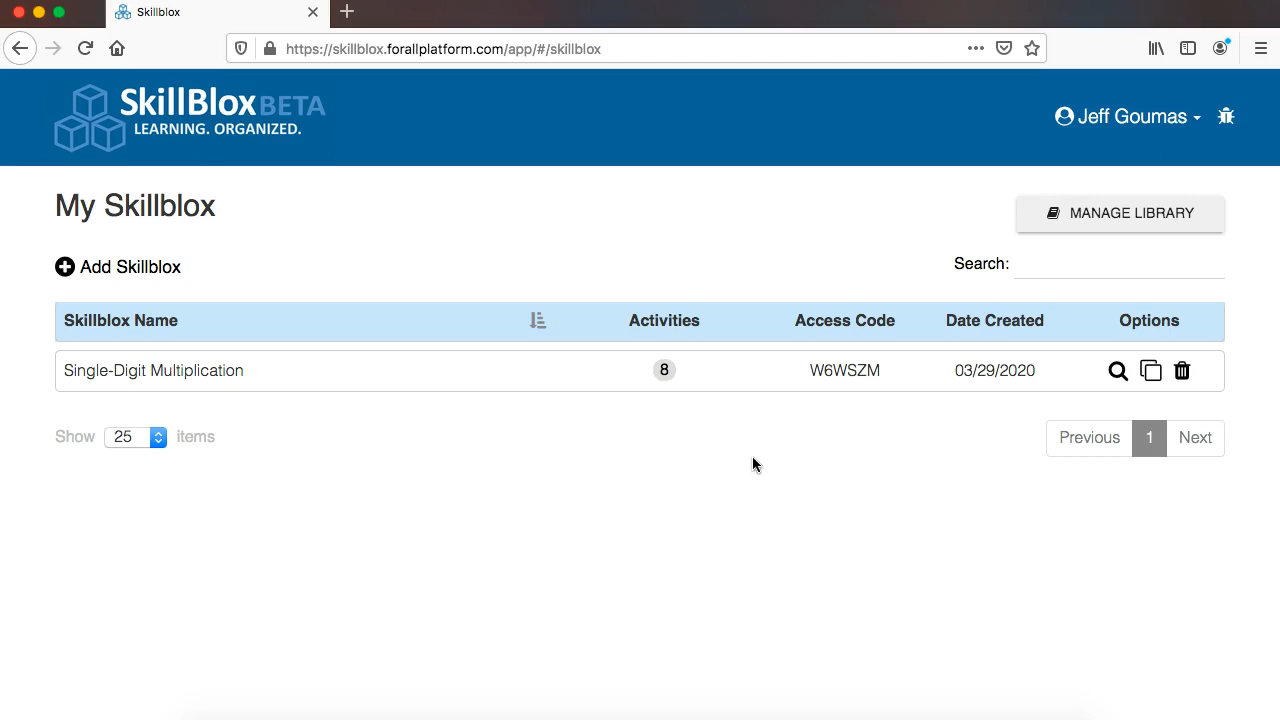 Skillblox
https://skillblox.forallplatform.com/app/#/skillblox
SkillBlox BETA
LEARNING. ORGANIZED.
Jeff Goumas
My Skillblox
MANAGE LIBRARY
Add Skillblox
Search:
Skillblox Name Activities Access Code Date Created Options
Single-Digit Multiplication 8 W6WSZM 03/29/2020
Show 25 items
Previous 1 Next